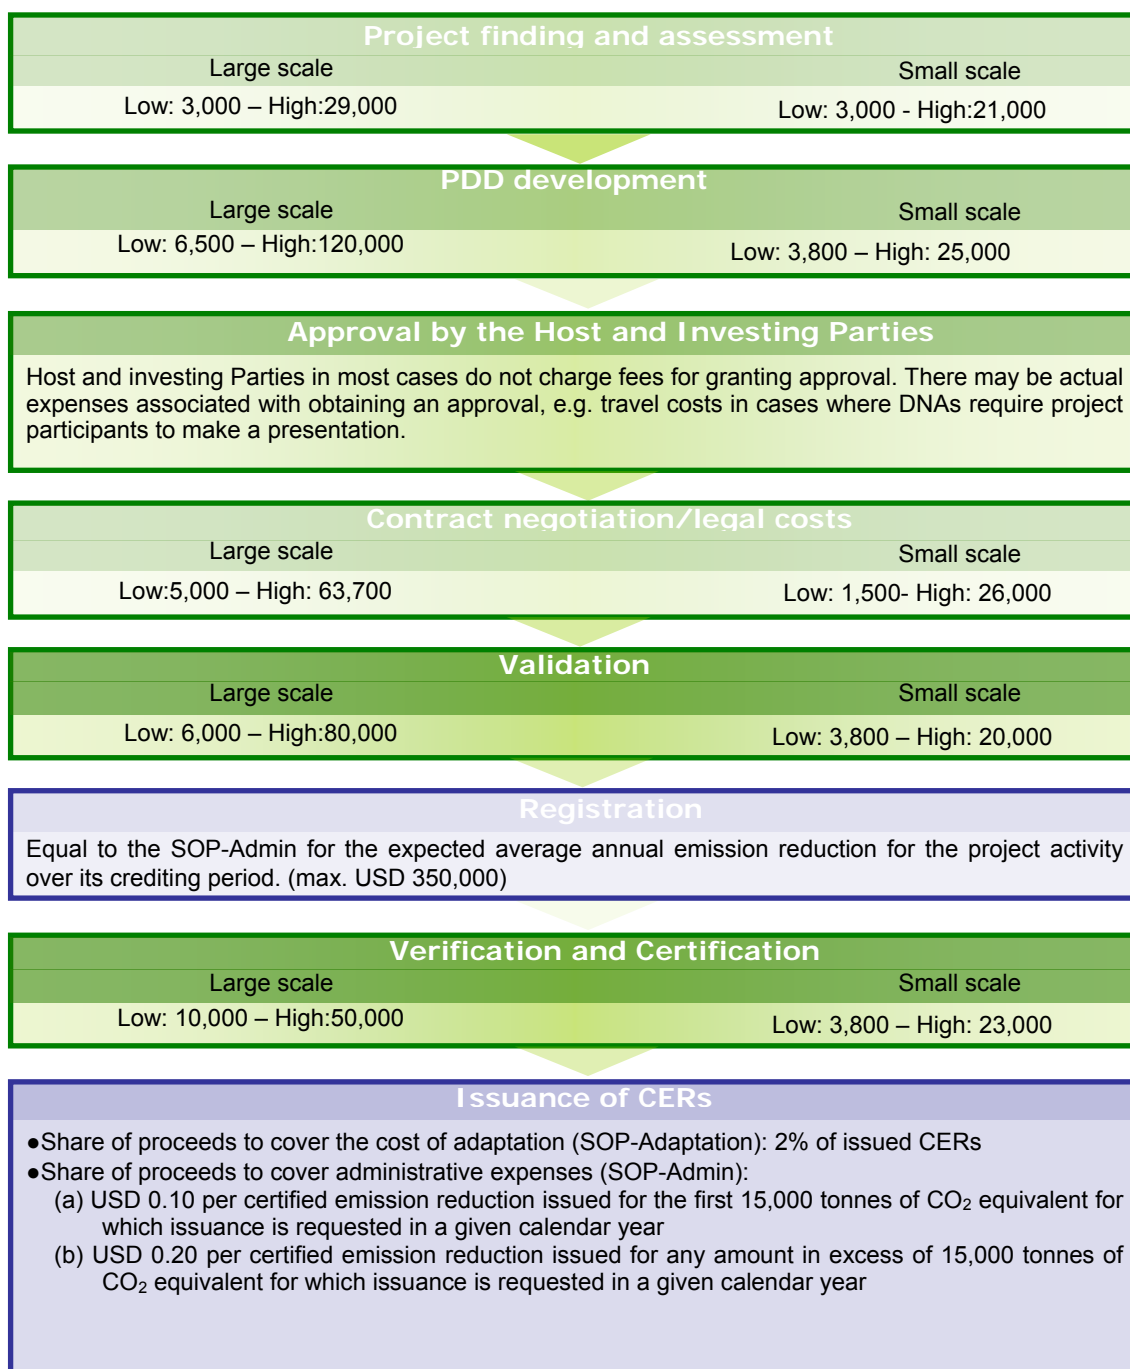 Project finding and assessment
Large scale
Small scale
Low: 3,000 – High:29,000
Low: 3,000 - High:21,000
PDD development
Large scale
Small scale
Low: 6,500 – High:120,000
Low: 3,800 – High: 25,000
Approval by the Host and Investing Parties
Host and investing Parties in most cases do not charge fees for granting approval. There may be actual
expenses associated with obtaining an approval, e.g. travel costs in cases where DNAs require project
participants to make a presentation.
Contract negotiation/legal costs
Large scale
Small scale
Low:5,000 – High: 63,700
Low: 1,500- High: 26,000
Validation
Large scale
Small scale
Low: 6,000 – High:80,000
Low: 3,800 – High: 20,000
Registration
Equal to the SOP-Admin for the expected average annual emission reduction for the project activity
over its crediting period. (max. USD 350,000)
Verification and Certification
Large scale
Small scale
Low: 10,000 – High:50,000
Low: 3,800 – High: 23,000
Issuance of CERs
●Share of proceeds to cover the cost of adaptation (SOP-Adaptation): 2% of issued CERs
●Share of proceeds to cover administrative expenses (SOP-Admin):
(a) USD 0.10 per certified emission reduction issued for the first 15,000 tonnes of CO₂ equivalent for
which issuance is requested in a given calendar year
(b) USD 0.20 per certified emission reduction issued for any amount in excess of 15,000 tonnes of
CO₂ equivalent for which issuance is requested in a given calendar year